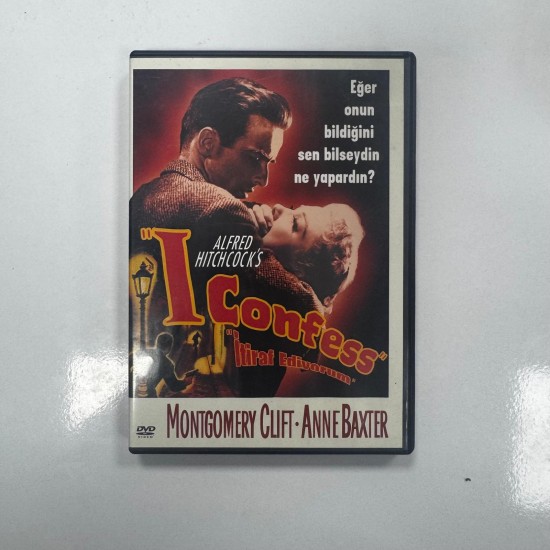 Eğer
onun
bildiğini
sen bilseydin
ne yapardın?
ALFRED
HITCHCOCK'S
"I
Confess"
"İtiraf Ediyorum"
DVD
MONTGOMERY CLIFT · ANNE BAXTER